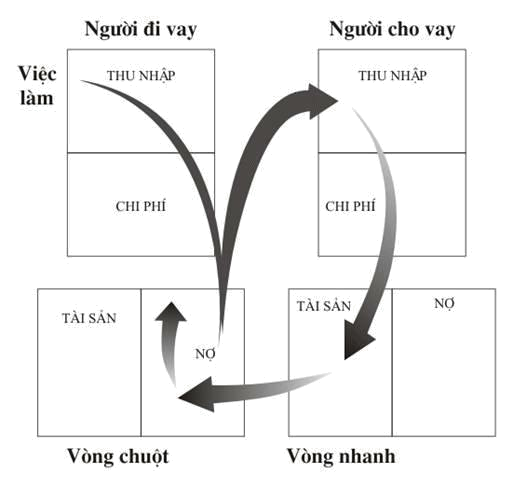 Người đi vay
Người cho vay
Việc
làm
THU NHẬP
THU NHẬP
CHI PHÍ
CHI PHÍ
TÀI SẢN
NỢ
TÀI SẢN
NỢ
Vòng chuột
Vòng nhanh